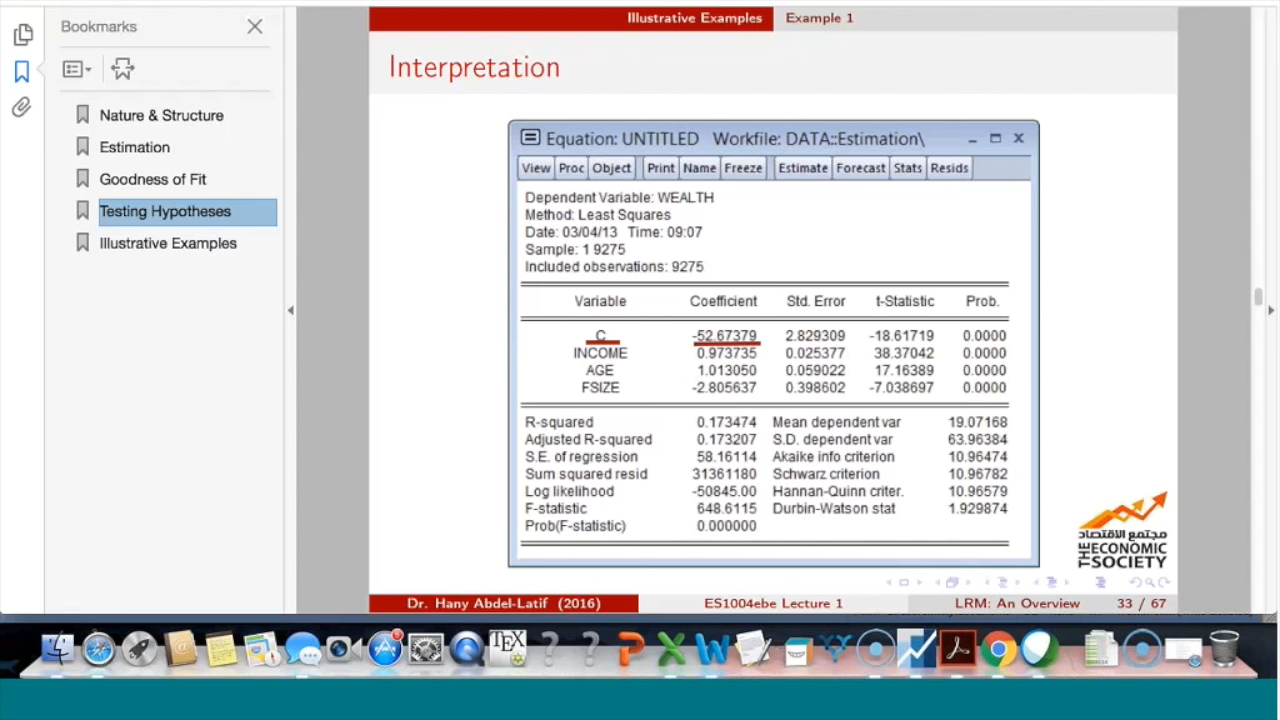 Bookmarks
Nature & Structure
Estimation
Goodness of Fit
Testing Hypotheses
Illustrative Examples
Illustrative Examples Example 1
Interpretation
Equation: UNTITLED Workfile: DATA::Estimation\
View Proc Object Print Name Freeze Estimate Forecast Stats Resids
Dependent Variable: WEALTH
Method: Least Squares
Date: 03/04/13 Time: 09:07
Sample: 1 9275
Included observations: 9275
Variable Coefficient Std. Error t-Statistic Prob.
C -52.67379 2.829309 -18.61719 0.0000
INCOME 0.973735 0.025377 38.37042 0.0000
AGE 1.013050 0.059022 17.16389 0.0000
FSIZE -2.805637 0.398602 -7.038697 0.0000
R-squared 0.173474 Mean dependent var 19.07168
Adjusted R-squared 0.173207 S.D. dependent var 63.96384
S.E. of regression 58.16114 Akaike info criterion 10.96474
Sum squared resid 31361180 Schwarz criterion 10.96782
Log likelihood -50845.00 Hannan-Quinn criter. 10.96579
F-statistic 648.6115 Durbin-Watson stat 1.929874
Prob(F-statistic) 0.000000
مجتمع الاقتصاد
THE ECONOMIC
SOCIETY
Dr. Hany Abdel-Latif (2016) ES1004ebe Lecture 1 LRM: An Overview 33 / 67
TEX